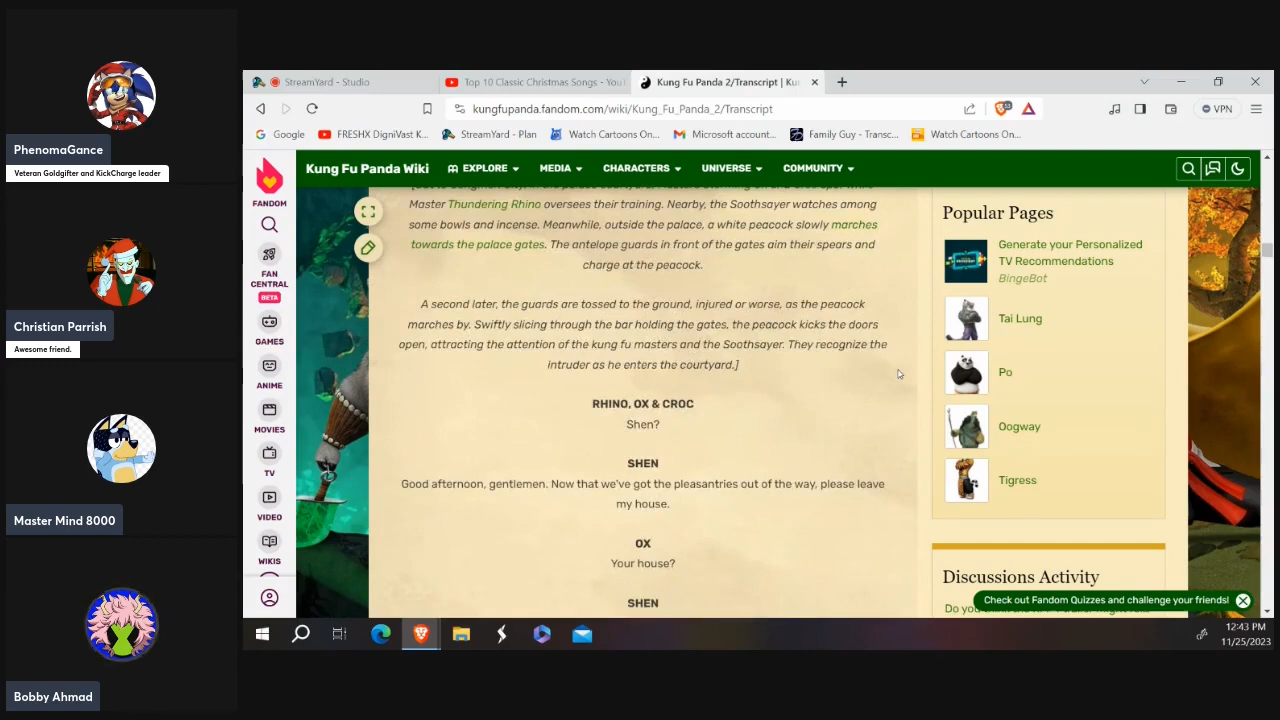 PhenomaGance
Veteran Goldgifter and KickCharge leader
Christian Parrish
Awesome friend.
Master Mind 8000
Bobby Ahmad
StreamYard - Studio
Top 10 Classic Christmas Songs - You
Kung Fu Panda 2/Transcript | Ku
kungfupanda.fandom.com/wiki/Kung_Fu_Panda_2/Transcript
VPN
Google
FRESHX DigniVast K...
StreamYard - Plan
Watch Cartoons On...
Microsoft account...
Family Guy - Transc...
Watch Cartoons On...
FANDOM
FAN
CENTRAL
BETA
GAMES
ANIME
MOVIES
TV
VIDEO
WIKIS
Kung Fu Panda Wiki
EXPLORE
MEDIA
CHARACTERS
UNIVERSE
COMMUNITY
Master Thundering Rhino oversees their training. Nearby, the Soothsayer watches among
some bowls and incense. Meanwhile, outside the palace, a white peacock slowly marches
towards the palace gates. The antelope guards in front of the gates aim their spears and
charge at the peacock.
A second later, the guards are tossed to the ground, injured or worse, as the peacock
marches by. Swiftly slicing through the bar holding the gates, the peacock kicks the doors
open, attracting the attention of the kung fu masters and the Soothsayer. They recognize the
intruder as he enters the courtyard.]
RHINO, OX & CROC
Shen?
SHEN
Good afternoon, gentlemen. Now that we've got the pleasantries out of the way, please leave
my house.
OX
Your house?
SHEN
Popular Pages
Generate your Personalized
TV Recommendations
BingeBot
Tai Lung
Po
Oogway
Tigress
Discussions Activity
Check out Fandom Quizzes and challenge your friends!
12:43 PM
11/25/2023